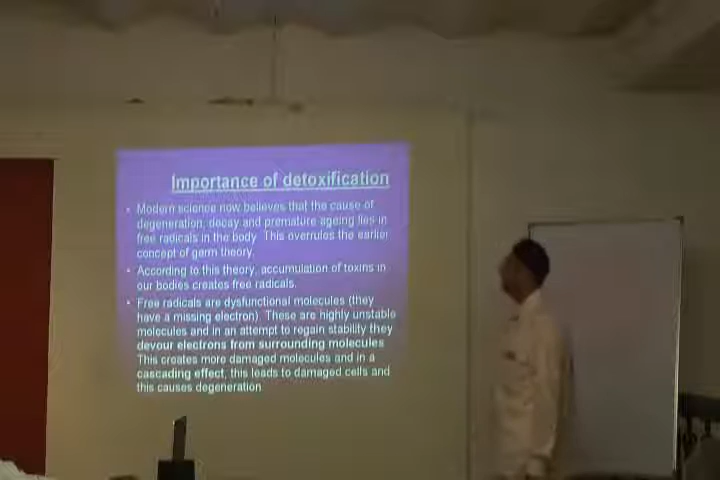 Importance of detoxification
• Modern science now believes that the cause of
degeneration, decay and premature ageing lies in
free radicals in the body. This overrules the earlier
concept of germ theory.
• According to this theory, accumulation of toxins in
our bodies creates free radicals.
• Free radicals are dysfunctional molecules (they
have a missing electron). These are highly unstable
molecules and in an attempt to regain stability they
devour electrons from surrounding molecules
This creates more damaged molecules and in a
cascading effect, this leads to damaged cells and
this causes degeneration